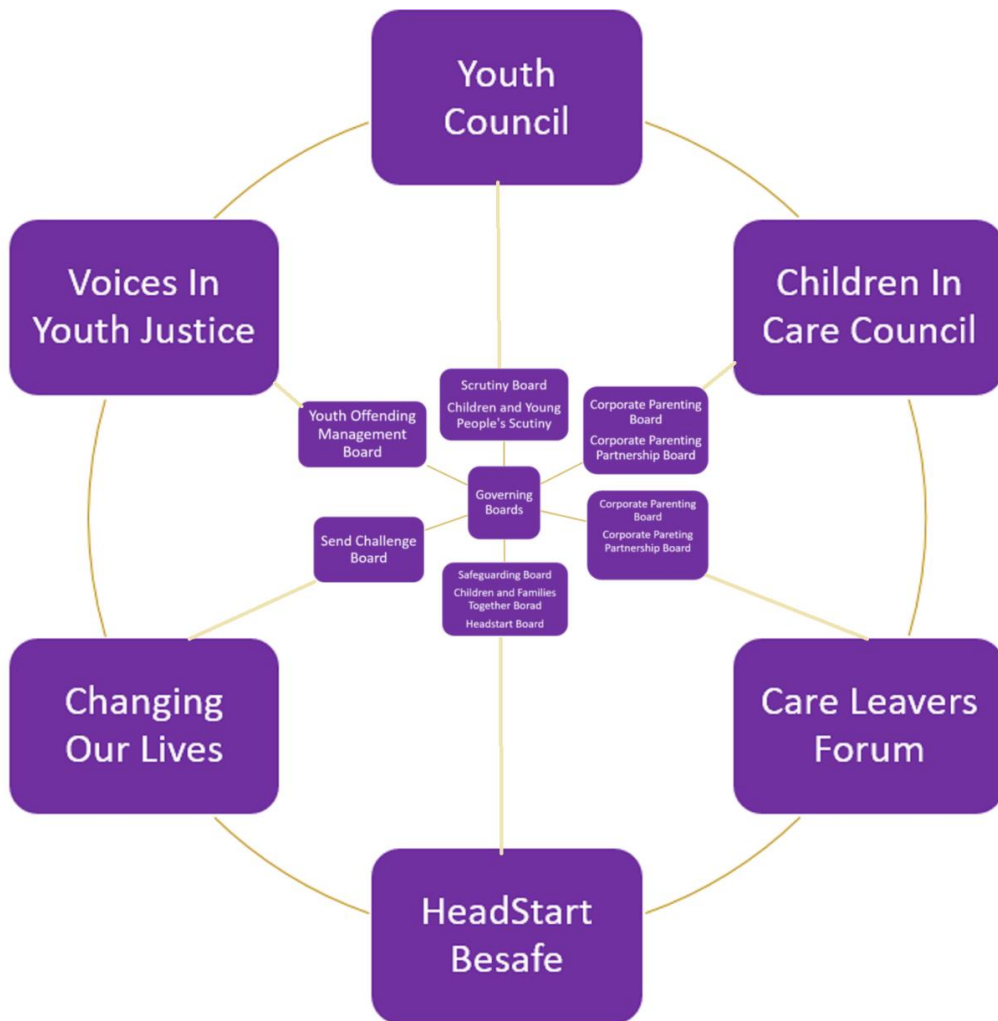 Youth
Council
Voices In
Youth Justice
Children In
Care Council
Scrutiny Board
Children and Young
People's Scutiny
Youth Offending
Management
Board
Corporate Parenting
Board
Corporate Parenting
Partnership Board
Governing
Boards
Send Challenge
Board
Corporate Parenting
Board
Corporate Pareting
Partnership Board
Safeguarding Board
Children and Families
Together Borad
Headstart Board
Changing
Our Lives
Care Leavers
Forum
HeadStart
Besafe